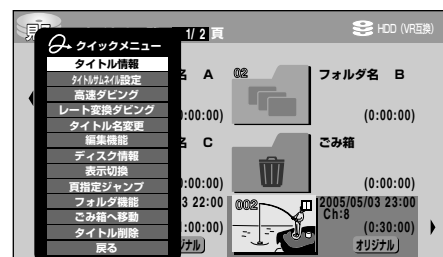 見
1/2 頁
HDD (VR互換)
クイックメニュー
タイトル情報
タイトルサムネイル設定
高速ダビング
レート変換ダビング
タイトル名変更
編集機能
ディスク情報
表示切換
頁指定ジャンプ
フォルダ機能
ごみ箱へ移動
タイトル削除
戻る
名 A
:00:00)
02
フォルダ名 B
(0:00:00)
名 C
:00:00)
ごみ箱
(0:00:00)
3 22:00
:00:00)
ジナル
002
2005/05/03 23:00
Ch:8
(0:30:00)
オリジナル